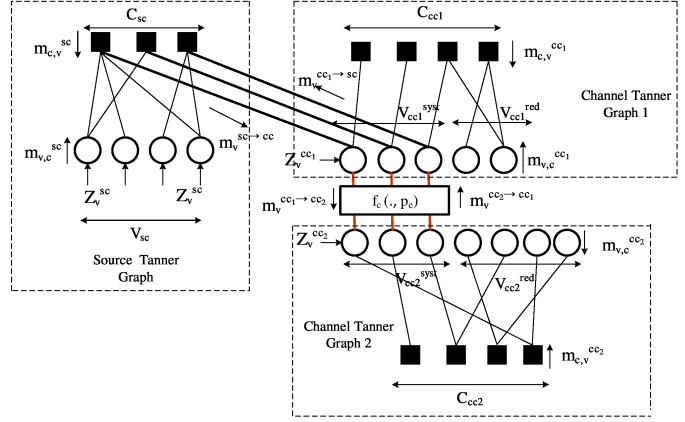 C_sc
m_c,v^sc
m_v,c^sc
Z_v^sc Z_v^sc
V_sc
Source Tanner
Graph
m_v^sc→cc
m_v^cc1→sc
C_cc1
m_c,v^cc1
V_cc1^syst V_cc1^red
Channel Tanner
Graph 1
Z_v^cc1
m_v,c^cc1
m_v^cc1→cc2
f_c(., p_e)
m_v^cc2→cc1
Z_v^cc2
m_v,c^cc2
V_cc2^syst V_cc2^red
Channel Tanner
Graph 2
m_c,v^cc2
C_cc2